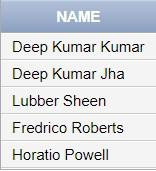 NAME
Deep Kumar Kumar
Deep Kumar Jha
Lubber Sheen
Fredrico Roberts
Horatio Powell